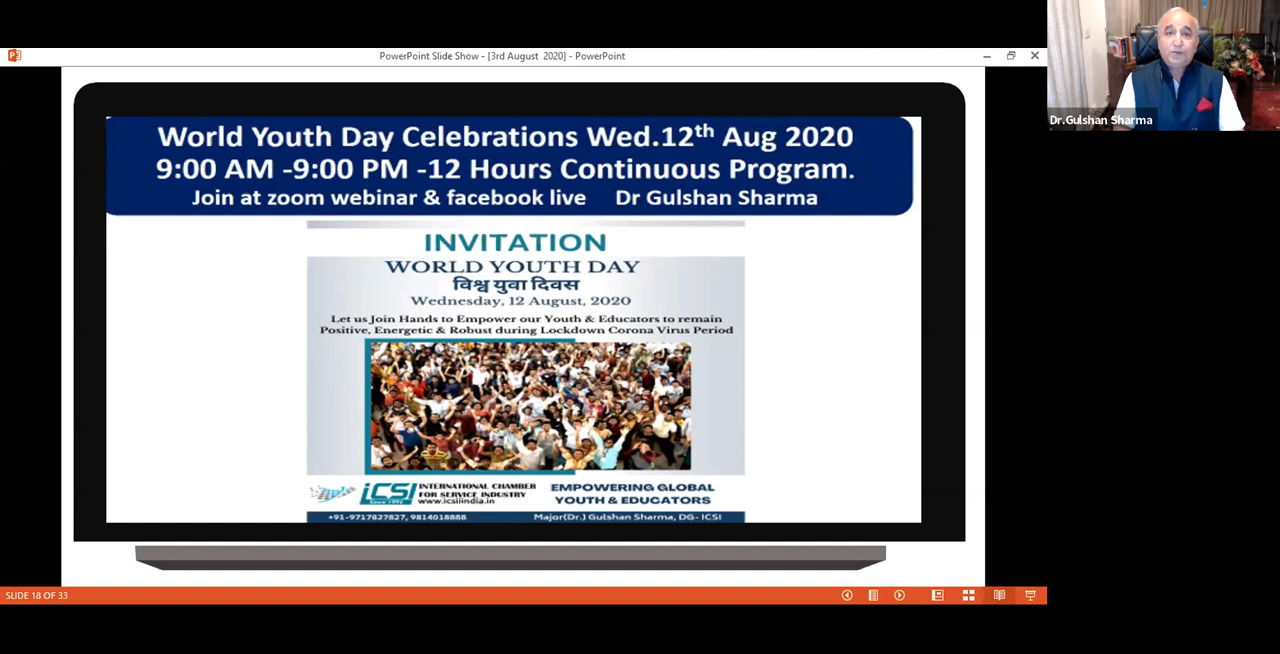 PowerPoint Slide Show - [3rd August 2020] - PowerPoint
Dr.Gulshan Sharma
World Youth Day Celebrations Wed.12th Aug 2020
9:00 AM -9:00 PM -12 Hours Continuous Program.
Join at zoom webinar & facebook live Dr Gulshan Sharma
INVITATION
WORLD YOUTH DAY
विश्व युवा दिवस
Wednesday, 12 August, 2020
Let us Join Hands to Empower our Youth & Educators to remain
Positive, Energetic & Robust during Lockdown Corona Virus Period
iCSI
Since 1994
INTERNATIONAL CHAMBER
FOR SERVICE INDUSTRY
www.icsiindia.in
EMPOWERING GLOBAL
YOUTH & EDUCATORS
+91-9717827827, 9814018888 Major(Dr.) Gulshan Sharma, DG- ICSI
SLIDE 18 OF 33